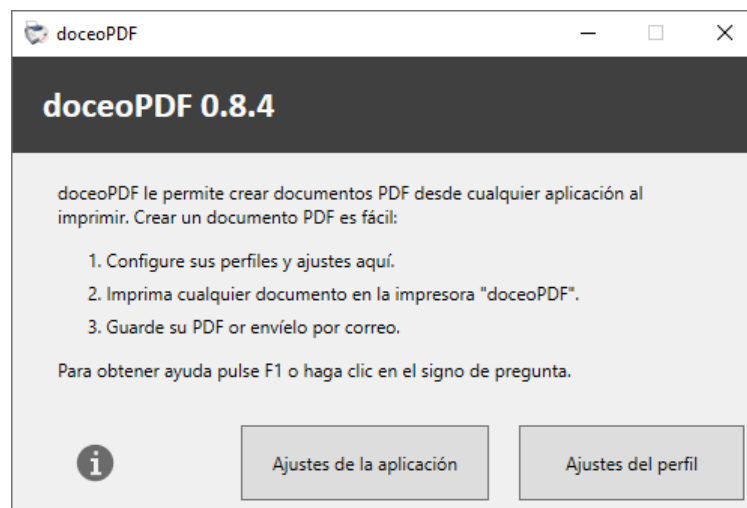 doceoPDF
doceoPDF 0.8.4
doceoPDF le permite crear documentos PDF desde cualquier aplicación al
imprimir. Crear un documento PDF es fácil:
1. Configure sus perfiles y ajustes aquí.
2. Imprima cualquier documento en la impresora "doceoPDF".
3. Guarde su PDF or envíelo por correo.
Para obtener ayuda pulse F1 o haga clic en el signo de pregunta.
Ajustes de la aplicación
Ajustes del perfil